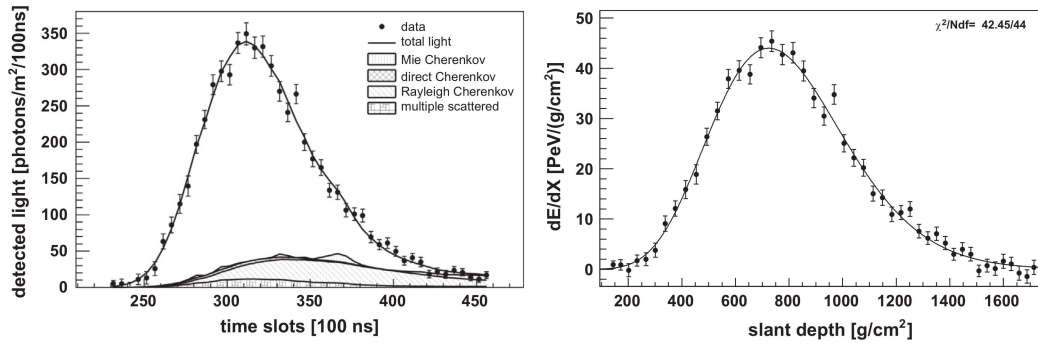 detected light [photons/m²/100ns]
350
300
250
200
150
100
50
0
data
total light
Mie Cherenkov
direct Cherenkov
Rayleigh Cherenkov
multiple scattered
250
300
350
400
450
time slots [100 ns]
dE/dX [PeV/(g/cm²)]
50
40
30
20
10
0
χ²/Ndf= 42.45/44
200
400
600
800
1000
1200
1400
1600
slant depth [g/cm²]